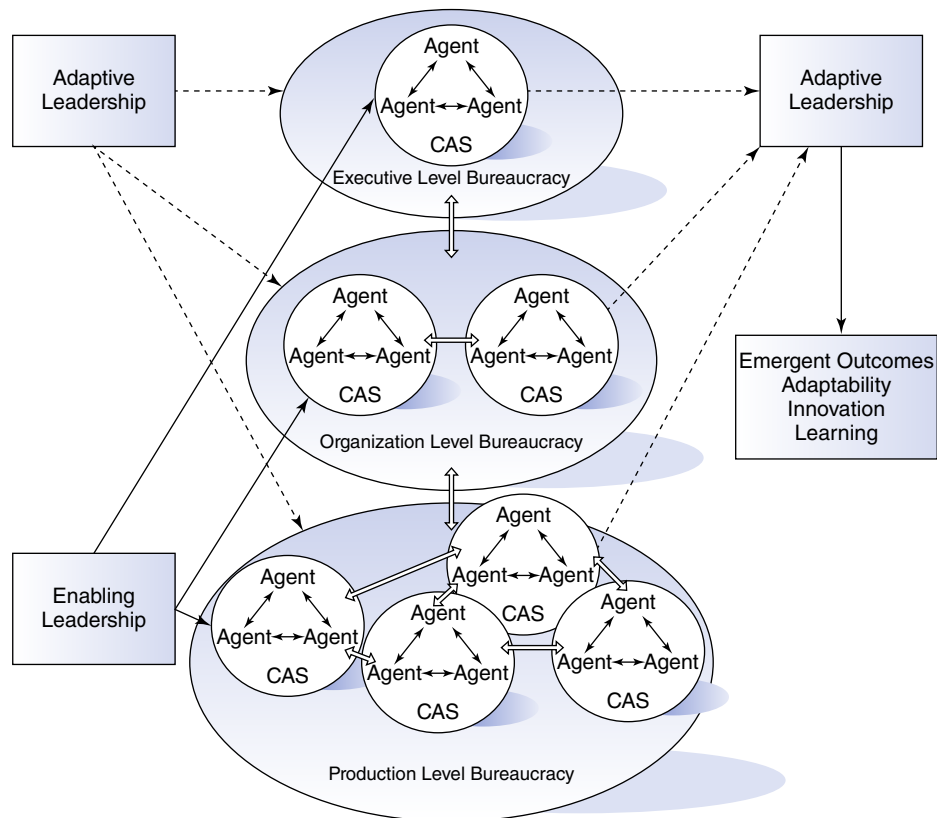 Adaptive
Leadership
Agent
Agent
Agent
CAS
Executive Level Bureaucracy
Adaptive
Leadership
Agent
Agent
Agent
CAS
Agent
Agent
Agent
CAS
Organization Level Bureaucracy
Emergent Outcomes
Adaptability
Innovation
Learning
Enabling
Leadership
Agent
Agent
Agent
CAS
Agent
Agent
Agent
CAS
Agent
Agent
Agent
CAS
Agent
Agent
Agent
CAS
Production Level Bureaucracy